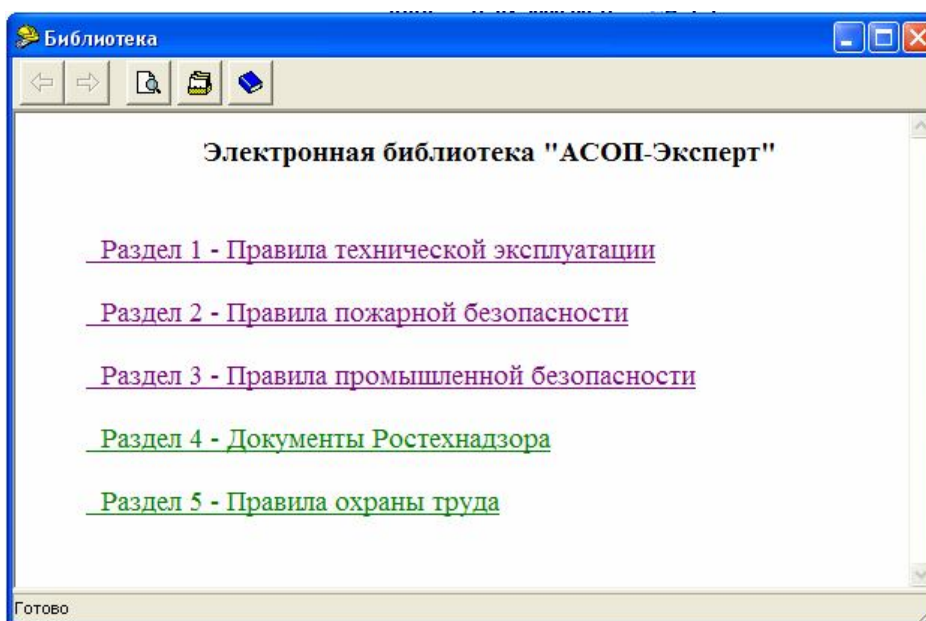 Библиотека
Электронная библиотека "АСОП-Эксперт"
Раздел 1 - Правила технической эксплуатации
Раздел 2 - Правила пожарной безопасности
Раздел 3 - Правила промышленной безопасности
Раздел 4 - Документы Ростехнадзора
Раздел 5 - Правила охраны труда
Готово